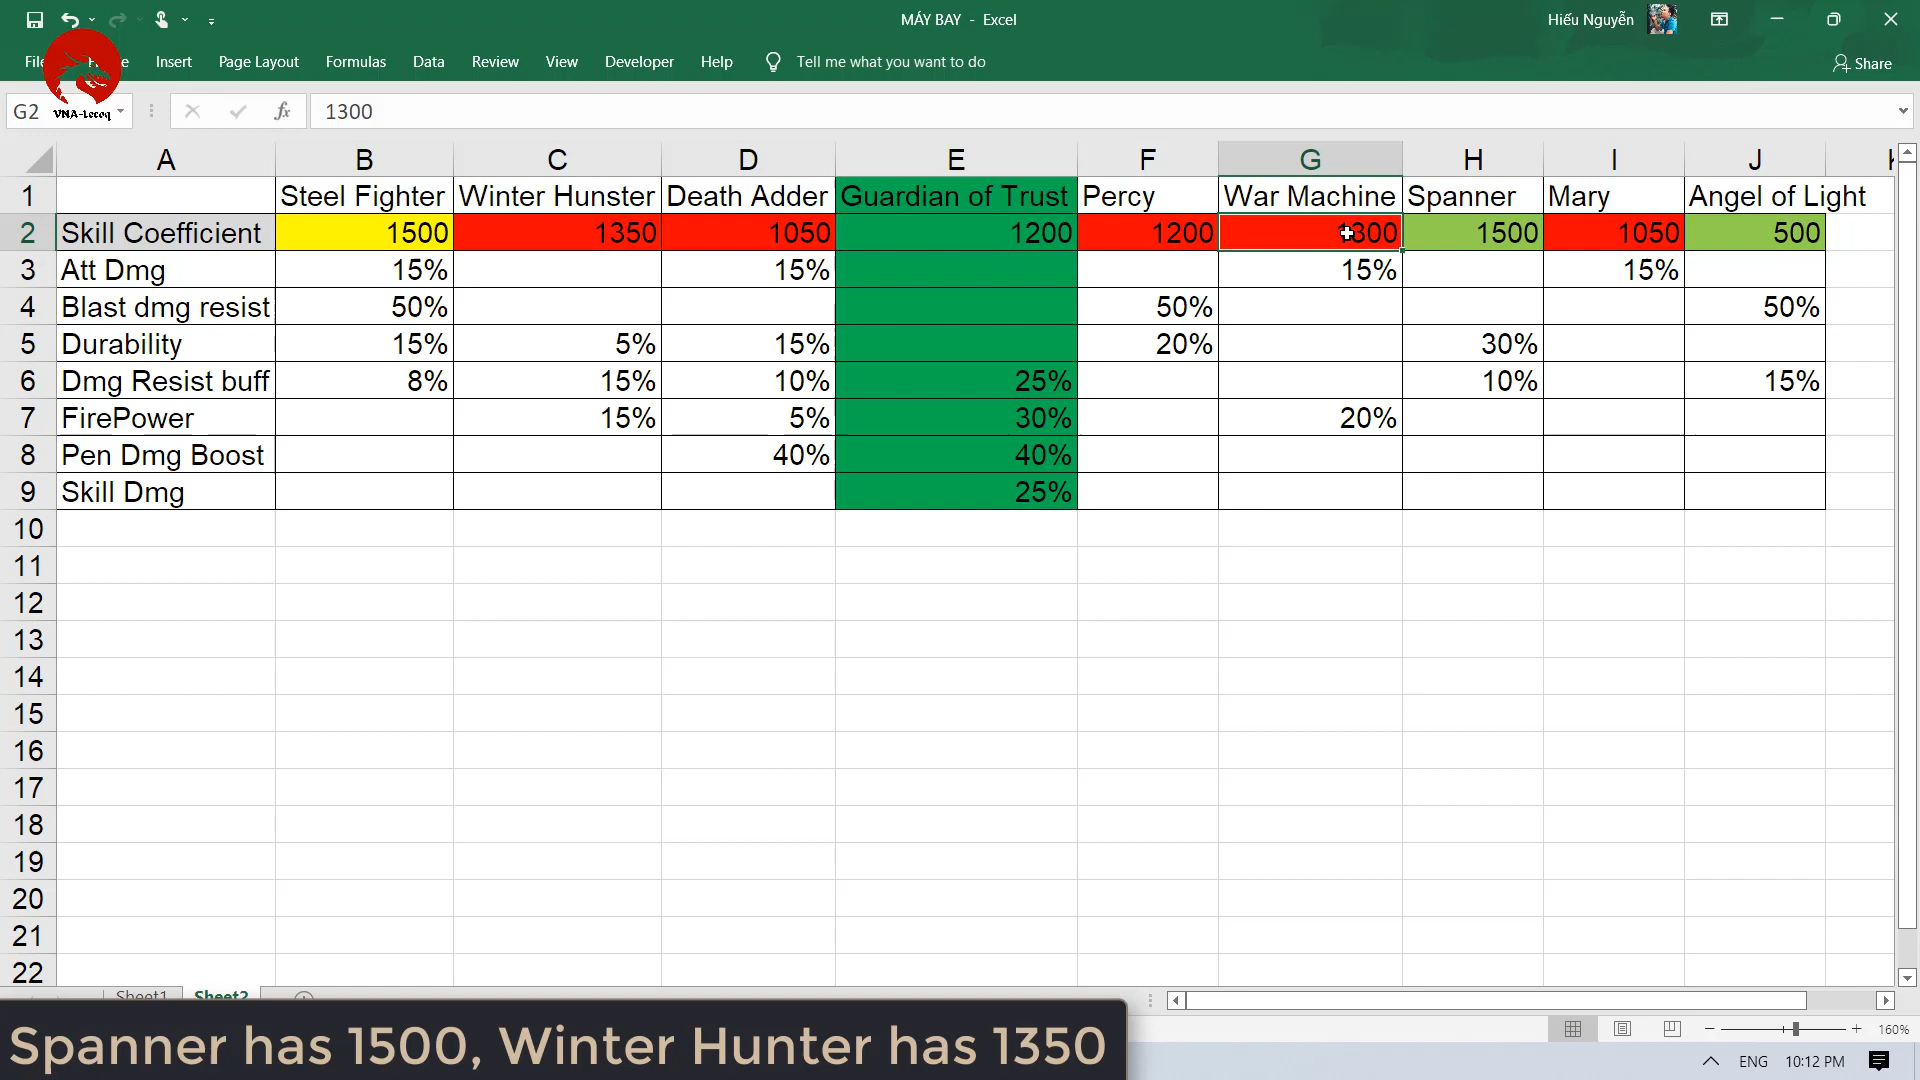 MÁY BAY - Excel
Hiếu Nguyễn
Insert Page Layout Formulas Data Review View Developer Help Tell me what you want to do Share
G2 1300
VNA-Lecoq
A B C D E F G H I J
1 Steel Fighter Winter Hunster Death Adder Guardian of Trust Percy War Machine Spanner Mary Angel of Light
2 Skill Coefficient 1500 1350 1050 1200 1200 1300 1500 1050 500
3 Att Dmg 15% 15% 15% 15%
4 Blast dmg resist 50% 50% 50%
5 Durability 15% 5% 15% 20% 30%
6 Dmg Resist buff 8% 15% 10% 25% 10% 15%
7 FirePower 15% 5% 30% 20%
8 Pen Dmg Boost 40% 40%
9 Skill Dmg 25%
10
11
12
13
14
15
16
17
18
19
20
21
22
Sheet1 Sheet2
Spanner has 1500, Winter Hunter has 1350
160%
ENG 10:12 PM